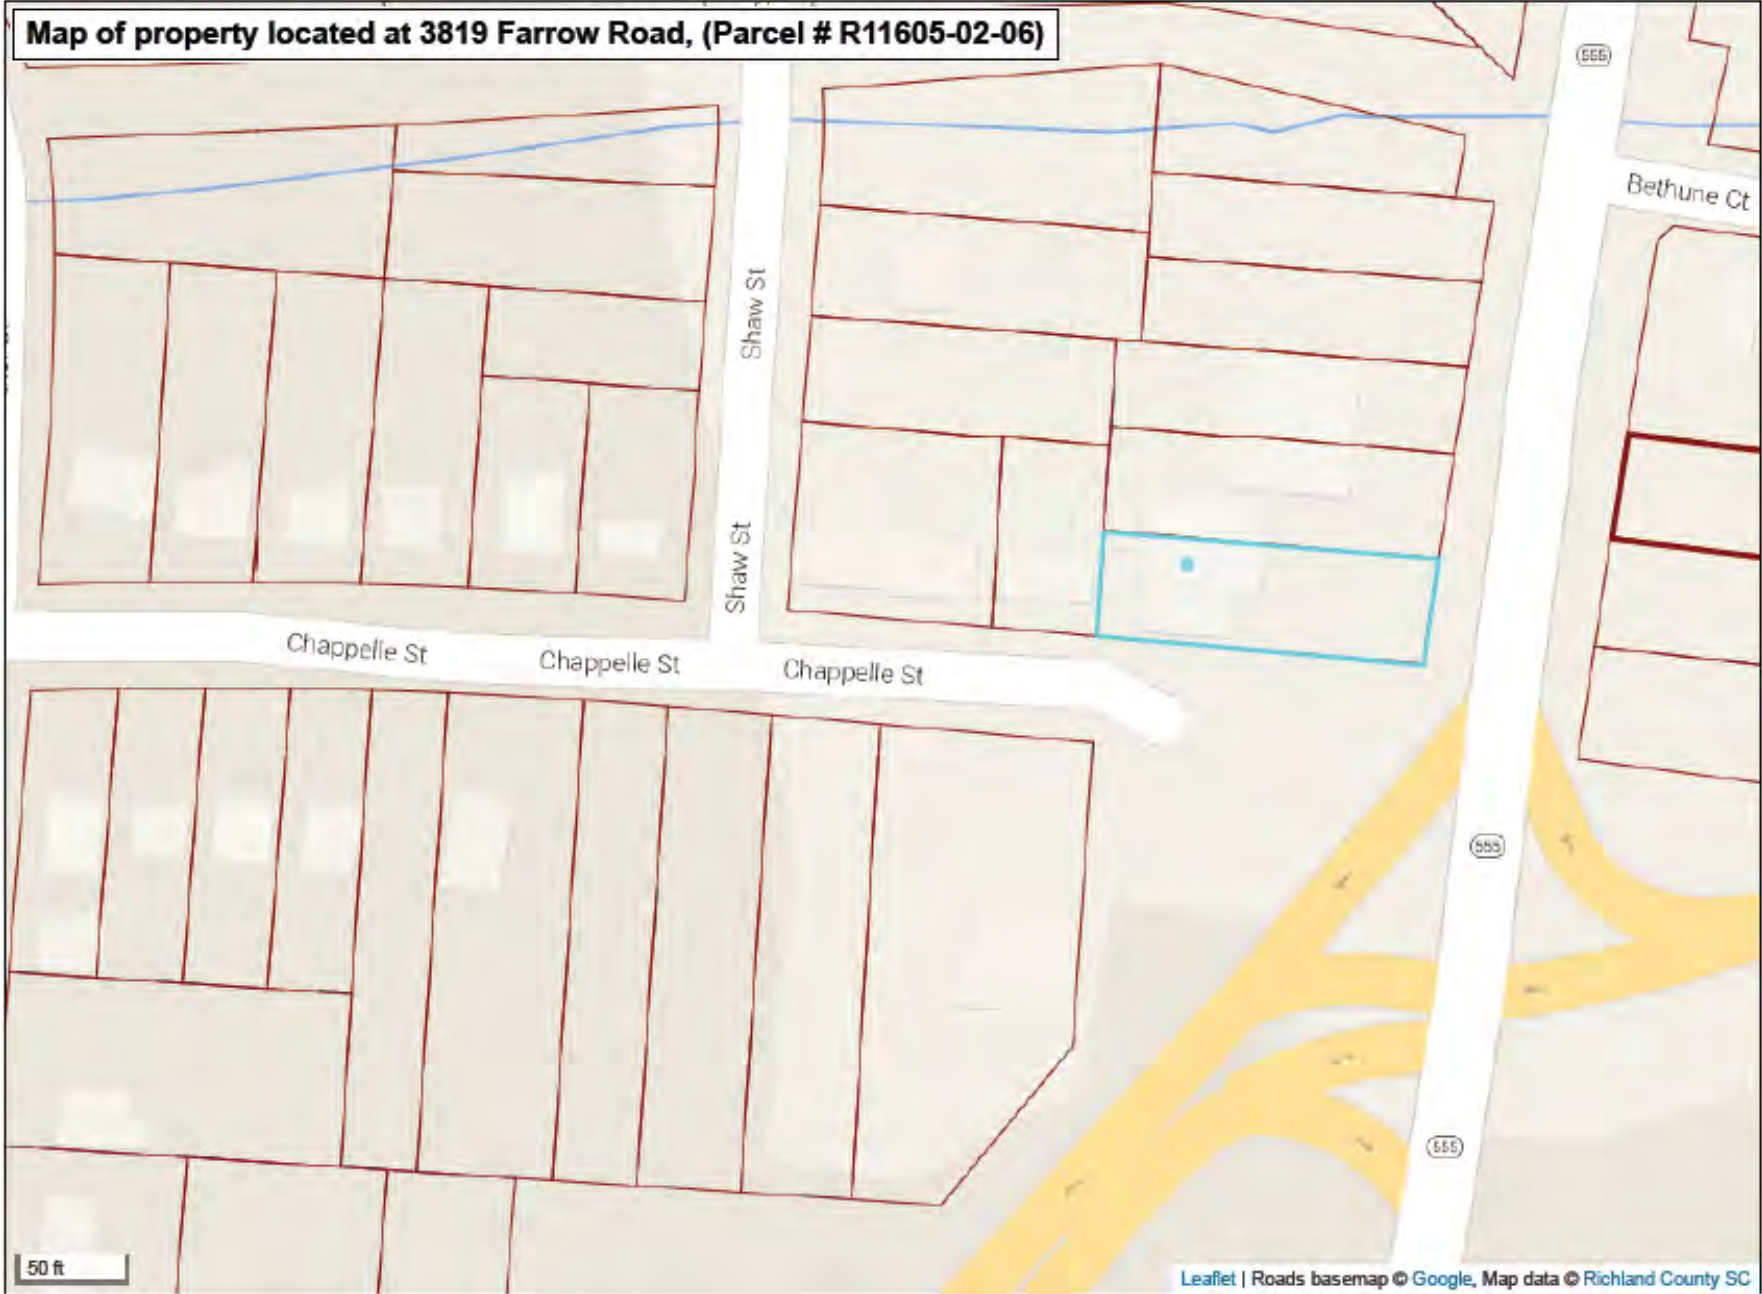 Map of property located at 3819 Farrow Road, (Parcel # R11605-02-06)
555
Bethune Ct
Shaw St
Shaw St
Chappelle St
Chappelle St
Chappelle St
555
555
50 ft
Leaflet | Roads basemap © Google, Map data © Richland County SC